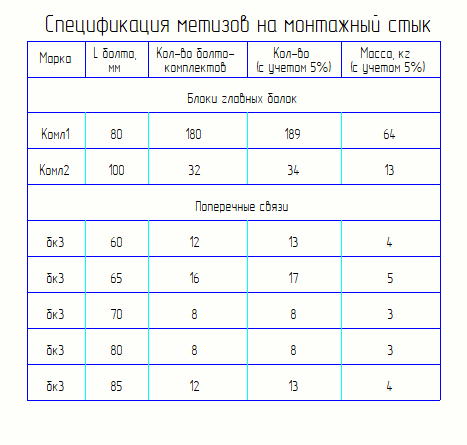 Спецификация метизов на монтажный стык
Марка L болта, мм Кол-во болто-комплектов Кол-во (с учетом 5%) Масса, кг (с учетом 5%)
Блоки главных балок
Комл1 80 180 189 64
Комл2 100 32 34 13
Поперечные связи
бк3 60 12 13 4
бк3 65 16 17 5
бк3 70 8 8 3
бк3 80 8 8 3
бк3 85 12 13 4